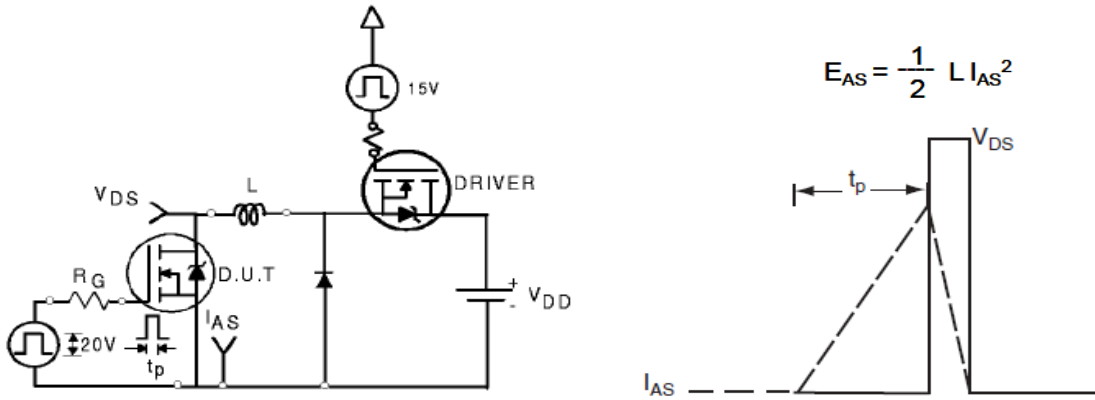 15V
DRIVER
L
VDS
D.U.T
RG
+
VDD
-
IAS
20V
tp
EAS = 1/2 L IAS²
VDS
tp
IAS